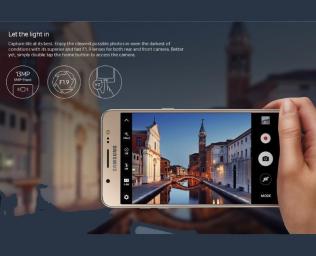 Let the light in
Capture life at its best. Enjoy the clearest possible photos in even the darkest of
conditions with its superior and fast F1.9 lenses for both rear and front camera. Better
yet, simply double tap the home button to access the camera.
13MP
5MP Front
F1.9
SAMSUNG
MODE